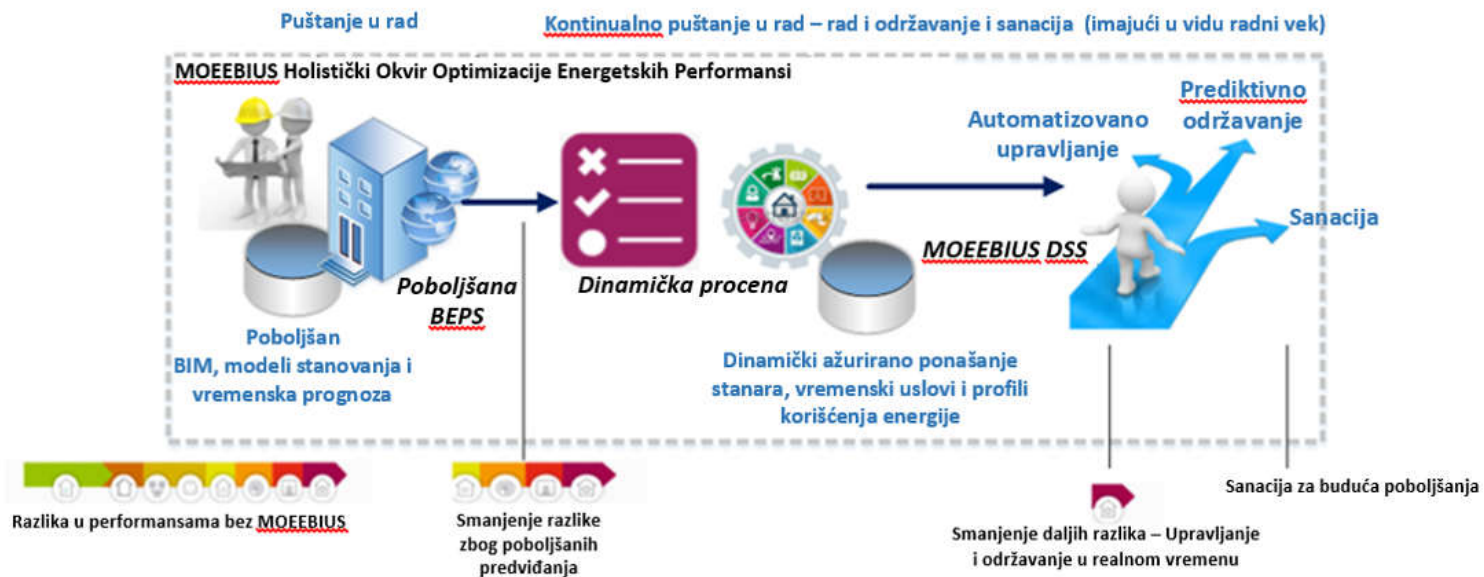 Puštanje u rad
Kontinualno puštanje u rad – rad i održavanje i sanacija (imajući u vidu radni vek)
MOEEBIUS Holistički Okvir Optimizacije Energetskih Performansi
Prediktivno
održavanje
Automatizovano
upravljanje
Sanacija
MOEEBIUS DSS
Poboljšana
BEPS
Dinamička procena
Poboljšan
BIM, modeli stanovanja i
vremenska prognoza
Dinamički ažurirano ponašanje
stanara, vremenski uslovi i profili
korišćenja energije
Razlika u performansama bez MOEEBIUS
Smanjenje razlike
zbog poboljšanih
predviđanja
Smanjenje daljih razlika – Upravljanje
i održavanje u realnom vremenu
Sanacija za buduća poboljšanja